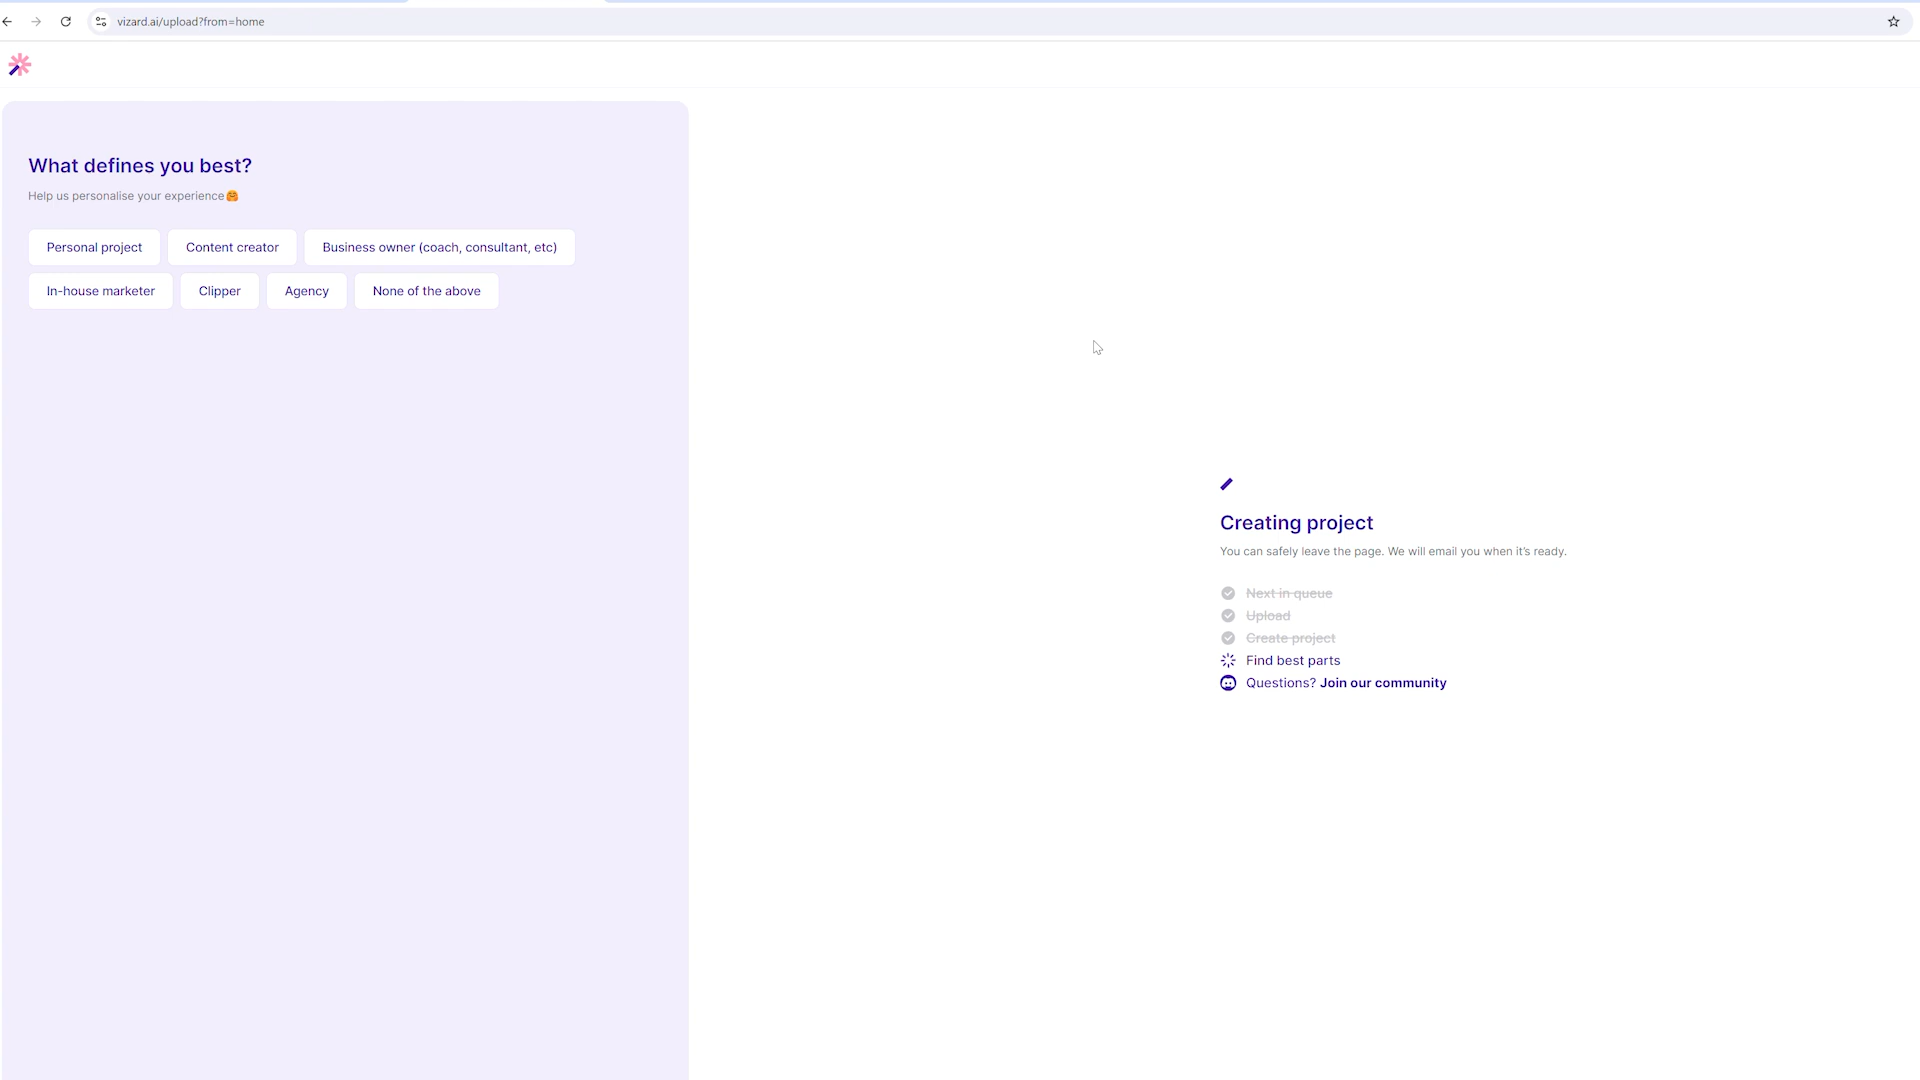 vizard.ai/upload?from=home
What defines you best?
Help us personalise your experience🤗
Personal project
Content creator
Business owner (coach, consultant, etc)
In-house marketer
Clipper
Agency
None of the above
Creating project
You can safely leave the page. We will email you when it's ready.
Next in queue
Upload
Create project
Find best parts
Questions? Join our community